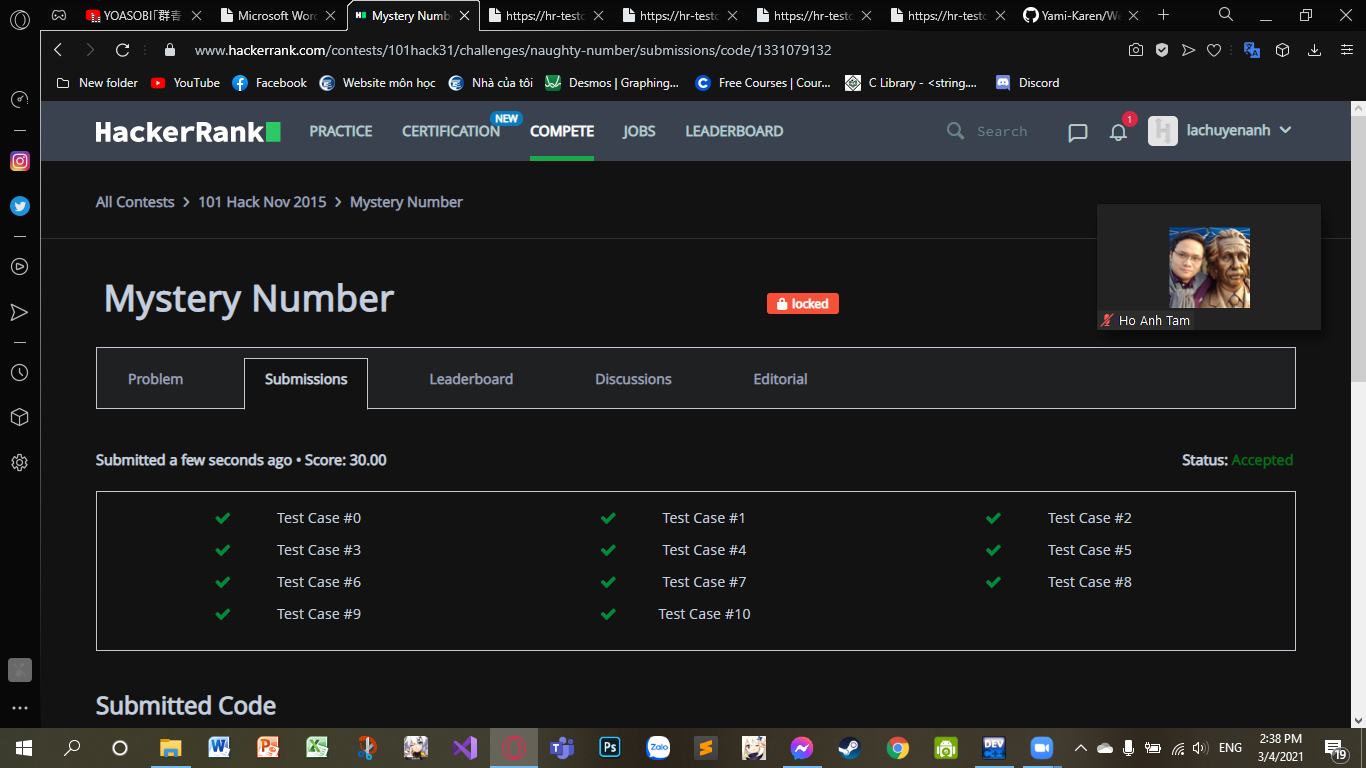 YOASOBI「群青
Microsoft Word
Mystery Numb
https://hr-testc
https://hr-testc
https://hr-testc
https://hr-testc
Yami-Karen/We
www.hackerrank.com/contests/101hack31/challenges/naughty-number/submissions/code/1331079132
New folder
YouTube
Facebook
Website môn học
Nhà của tôi
Desmos | Graphing...
Free Courses | Cour...
C Library - <string....
Discord
HackerRank
PRACTICE
CERTIFICATION
NEW
COMPETE
JOBS
LEADERBOARD
Search
1
lachuyenanh
All Contests > 101 Hack Nov 2015 > Mystery Number
Mystery Number
locked
Ho Anh Tam
Problem
Submissions
Leaderboard
Discussions
Editorial
Submitted a few seconds ago • Score: 30.00
Status: Accepted
Test Case #0
Test Case #1
Test Case #2
Test Case #3
Test Case #4
Test Case #5
Test Case #6
Test Case #7
Test Case #8
Test Case #9
Test Case #10
Submitted Code
Ps
Zalo
DEV
ENG
2:38 PM
3/4/2021
19